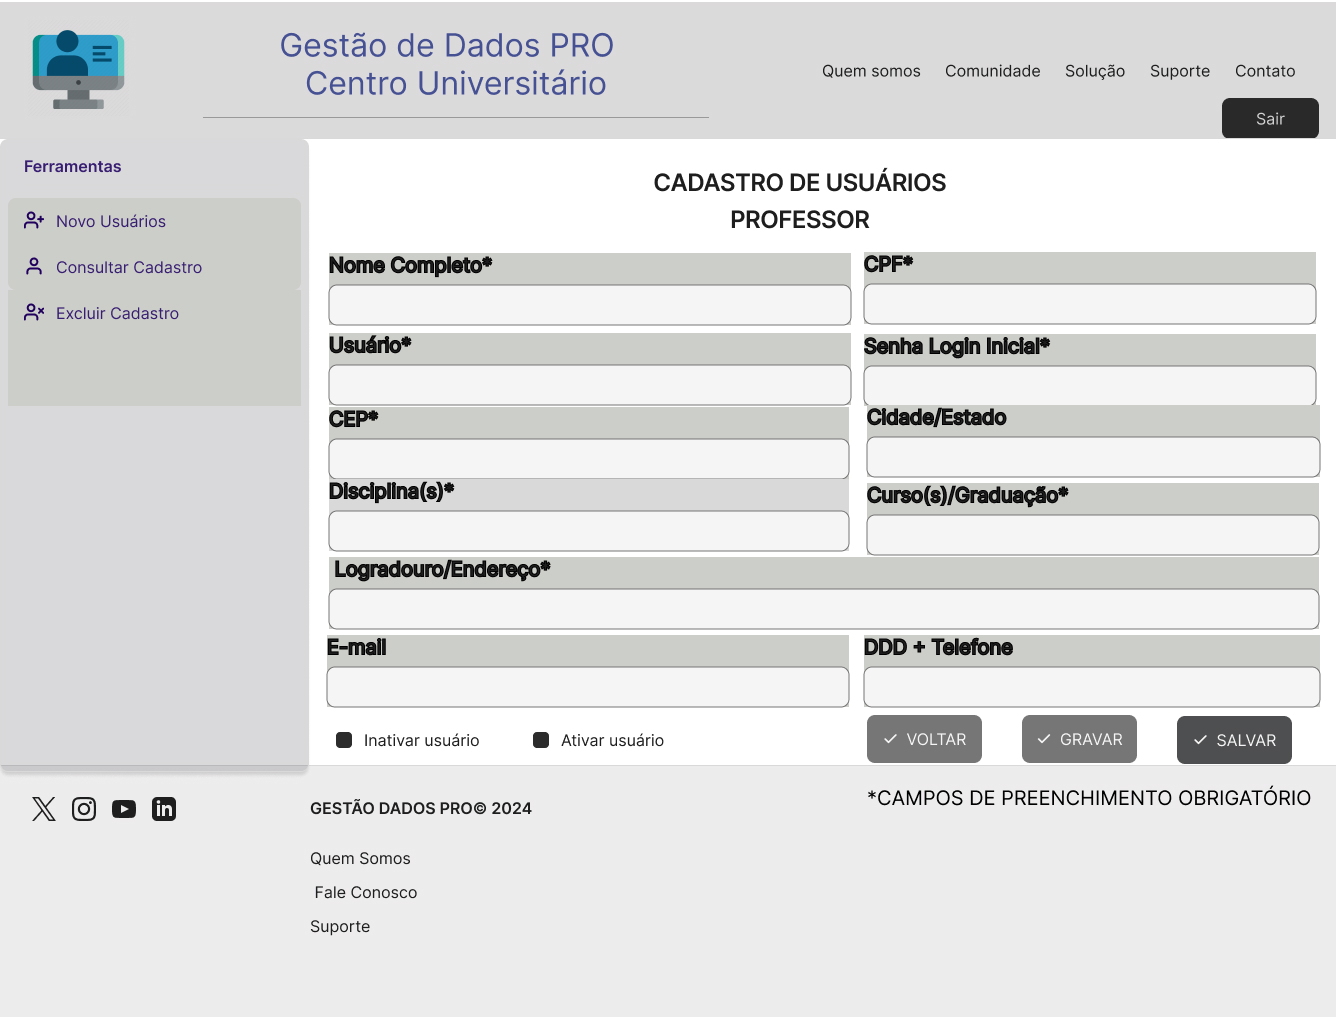 Gestão de Dados PRO
Centro Universitário
Quem somos
Comunidade
Solução
Suporte
Contato
Sair
Ferramentas
Novo Usuários
Consultar Cadastro
Excluir Cadastro
CADASTRO DE USUÁRIOS
PROFESSOR
Nome Completo*
CPF*
Usuário*
Senha Login Inicial*
CEP*
Cidade/Estado
Disciplina(s)*
Curso(s)/Graduação*
Logradouro/Endereço*
E-mail
DDD + Telefone
Inativar usuário
Ativar usuário
VOLTAR
GRAVAR
SALVAR
*CAMPOS DE PREENCHIMENTO OBRIGATÓRIO
GESTÃO DADOS PRO© 2024
Quem Somos
Fale Conosco
Suporte